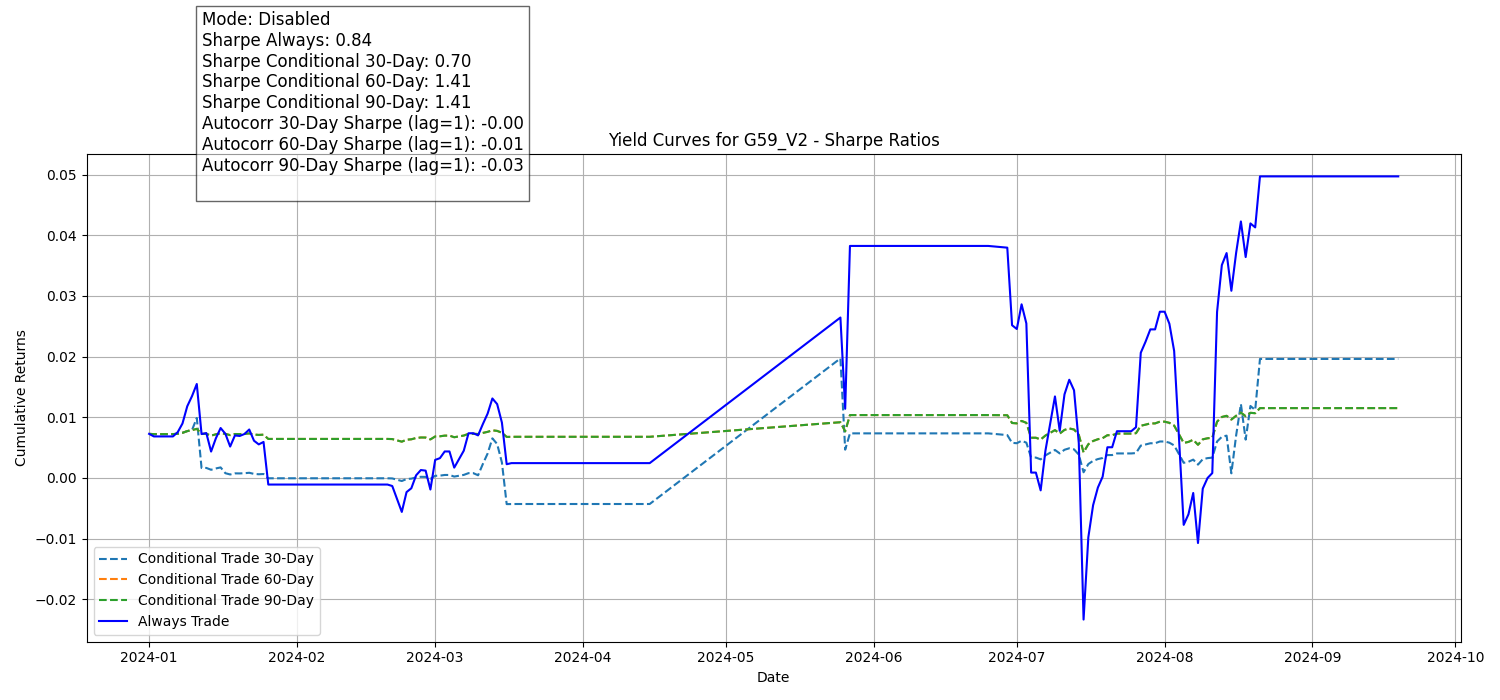 Mode: Disabled
Sharpe Always: 0.84
Sharpe Conditional 30-Day: 0.70
Sharpe Conditional 60-Day: 1.41
Sharpe Conditional 90-Day: 1.41
Autocorr 30-Day Sharpe (lag=1): -0.00
Autocorr 60-Day Sharpe (lag=1): -0.01
Autocorr 90-Day Sharpe (lag=1): -0.03
Yield Curves for G59_V2 - Sharpe Ratios
Cumulative Returns
0.05
0.04
0.03
0.02
0.01
0.00
−0.01
−0.02
Conditional Trade 30-Day
Conditional Trade 60-Day
Conditional Trade 90-Day
Always Trade
2024-01 2024-02 2024-03 2024-04 2024-05 2024-06 2024-07 2024-08 2024-09 2024-10
Date